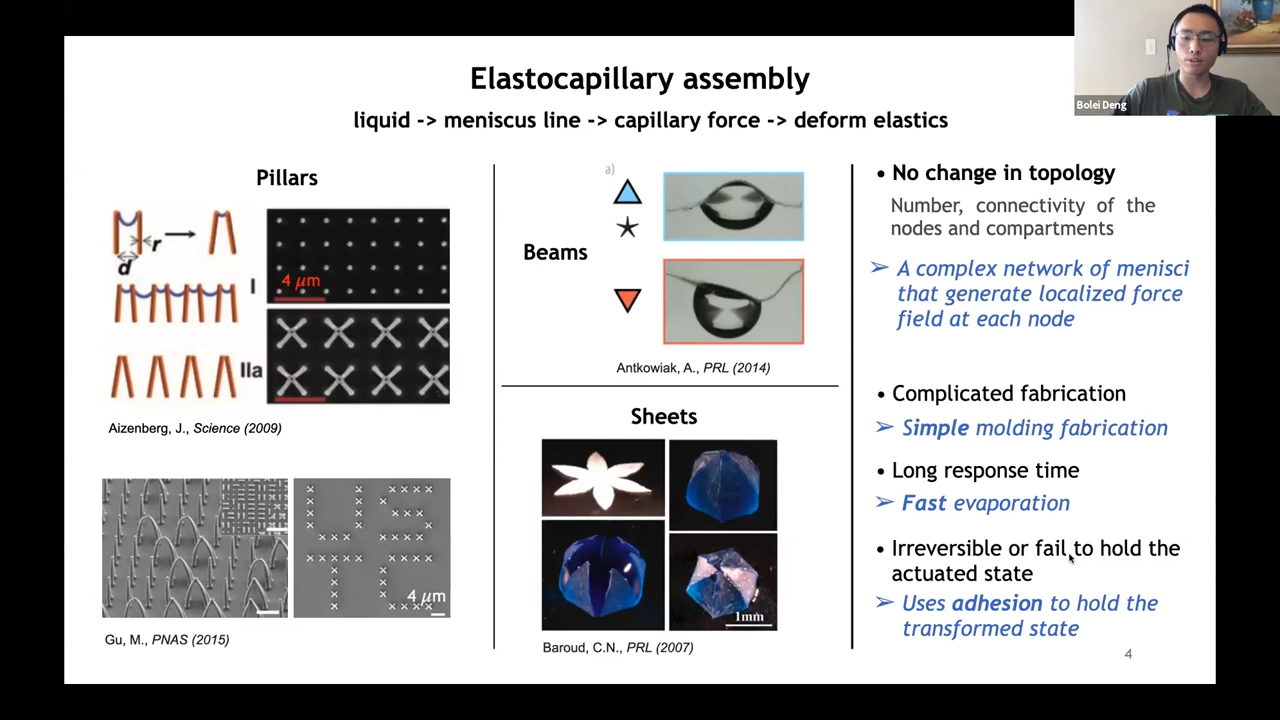 Elastocapillary assembly
liquid -> meniscus line -> capillary force -> deform elastics
Bolei Deng
Pillars
r
d
I
IIa
4 μm
Aizenberg, J., Science (2009)
4 μm
Gu, M., PNAS (2015)
a)
Beams
Antkowiak, A., PRL (2014)
Sheets
1mm
Baroud, C.N., PRL (2007)
• No change in topology
Number, connectivity of the
nodes and compartments
➢ A complex network of menisci
that generate localized force
field at each node
• Complicated fabrication
➢ Simple molding fabrication
• Long response time
➢ Fast evaporation
• Irreversible or fail to hold the
actuated state
➢ Uses adhesion to hold the
transformed state
4